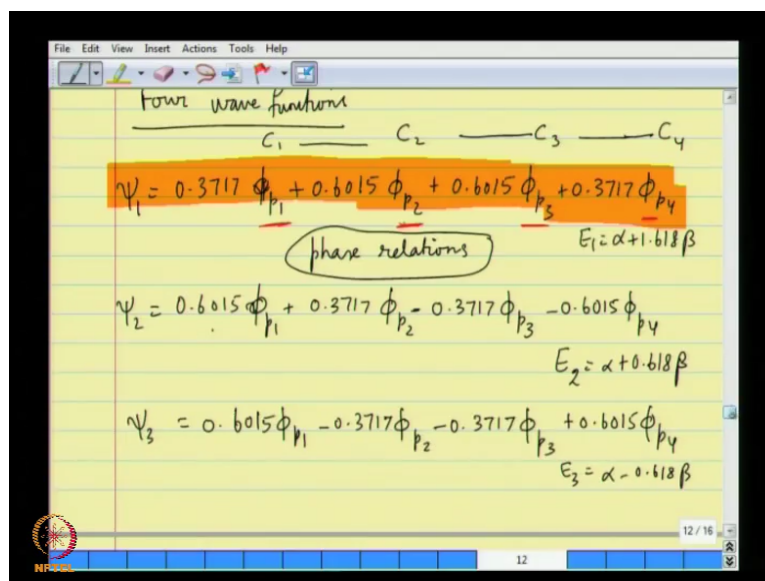 File Edit View Insert Actions Tools Help
four wave functions
C₁ —— C₂ —— C₃ —— C₄
Ψ₁ = 0.3717 ϕₚ₁ + 0.6015 ϕₚ₂ + 0.6015 ϕₚ₃ + 0.3717 ϕₚ₄
E₁ = α + 1.618 β
phase relations
Ψ₂ = 0.6015 ϕₚ₁ + 0.3717 ϕₚ₂ - 0.3717 ϕₚ₃ - 0.6015 ϕₚ₄
E₂ = α + 0.618 β
Ψ₃ = 0.6015 ϕₚ₁ - 0.3717 ϕₚ₂ - 0.3717 ϕₚ₃ + 0.6015 ϕₚ₄
E₃ = α - 0.618 β
12 / 16
12
NPTEL